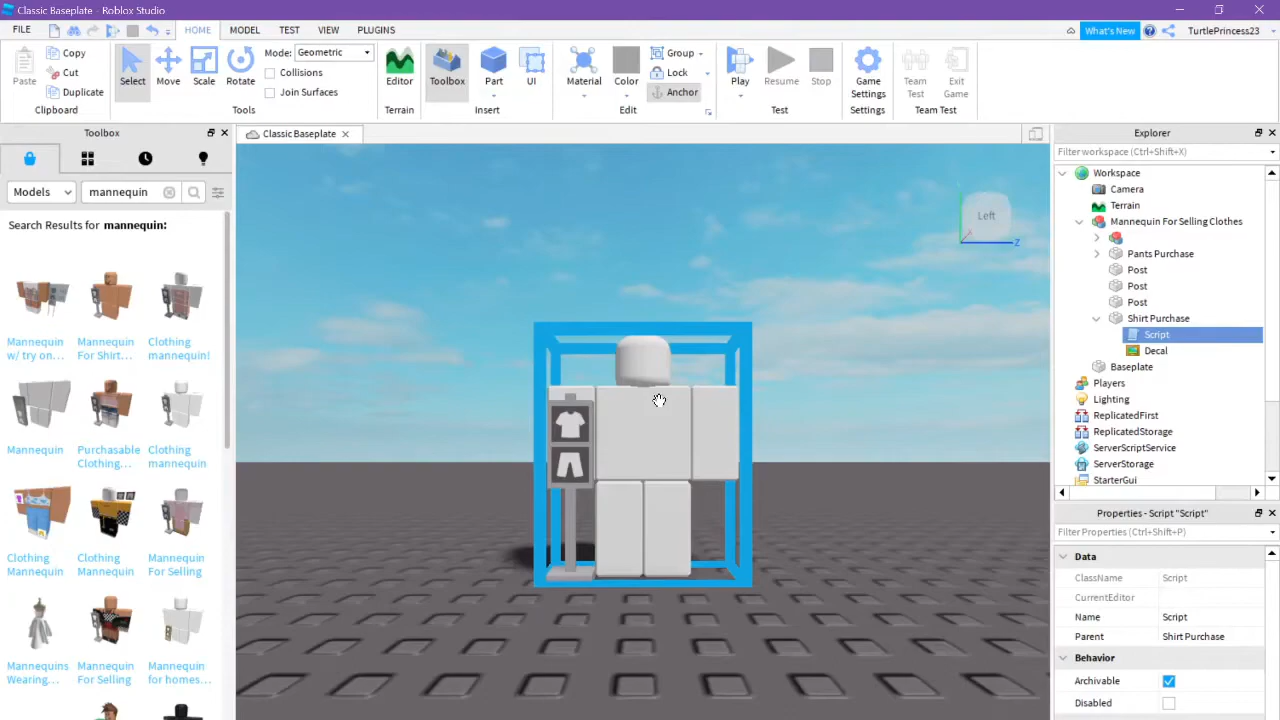 Classic Baseplate - Roblox Studio
FILE HOME MODEL TEST VIEW PLUGINS What's New TurtlePrincess23
Paste Copy Cut Duplicate Clipboard
Select Move Scale Rotate Mode: Geometric Collisions Join Surfaces Tools
Editor Terrain
Toolbox Part UI Insert
Material Color Group Lock Anchor Edit
Play Resume Stop Test
Game Settings Settings
Team Test Exit Game Team Test
Toolbox
Models mannequin
Search Results for mannequin:
Mannequin w/ try on...
Mannequin For Shirt...
Clothing mannequin!
Mannequin
Purchasable Clothing...
Clothing mannequin
Clothing Mannequin
Clothing Mannequin
Mannequin For Selling
Mannequins Wearing...
Mannequin For Selling
Mannequin for homes...
Classic Baseplate
Left
Z
Explorer
Filter workspace (Ctrl+Shift+X)
Workspace
Camera
Terrain
Mannequin For Selling Clothes
Pants Purchase
Post
Post
Post
Shirt Purchase
Script
Decal
Baseplate
Players
Lighting
ReplicatedFirst
ReplicatedStorage
ServerScriptService
ServerStorage
StarterGui
Properties - Script "Script"
Filter Properties (Ctrl+Shift+P)
Data
ClassName Script
CurrentEditor
Name Script
Parent Shirt Purchase
Behavior
Archivable
Disabled